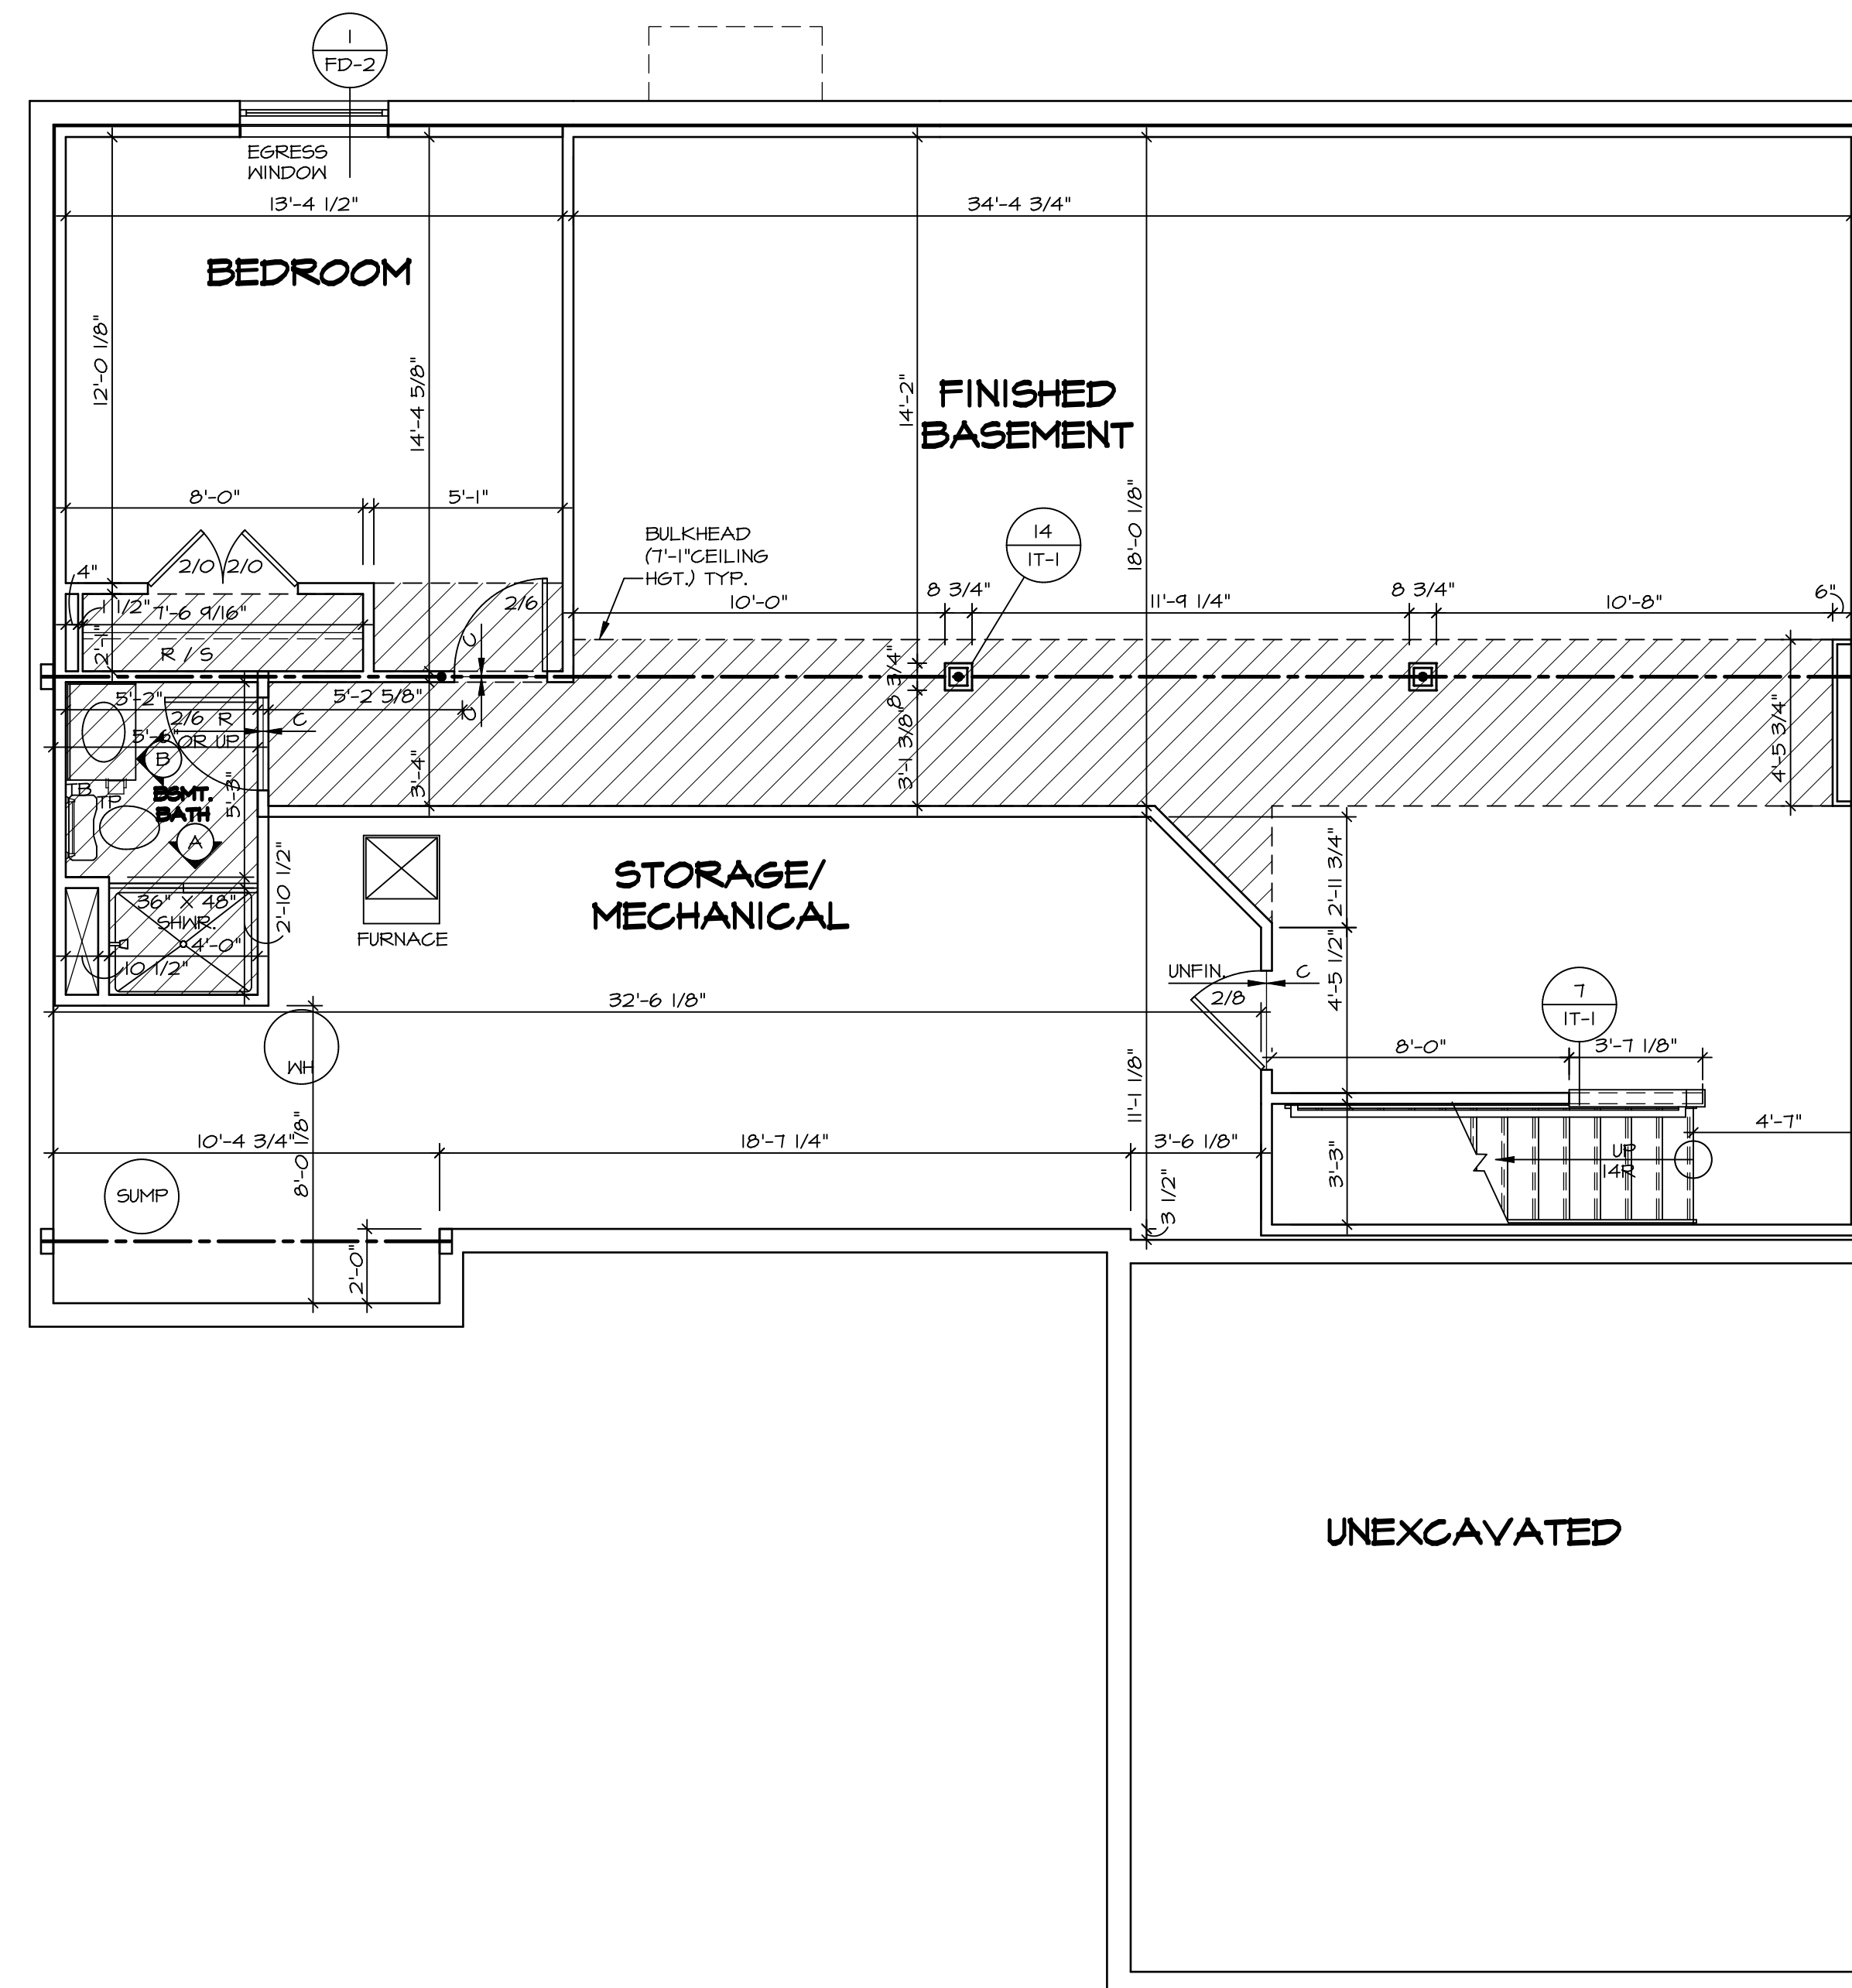 1
FD-2
EGRESS
WINDOW
13'-4 1/2"
34'-4 3/4"
BEDROOM
12'-0 1/8"
14'-4 5/8"
14'-2"
FINISHED
BASEMENT
18'-0 1/8"
8'-0"
5'-1"
BULKHEAD
(7'-1"CEILING
HGT.) TYP.
14
IT-1
2/0
2/0
4"
1 1/2"
7'-6 9/16"
2'-1"
R / S
2/6
C
C
10'-0"
8 3/4"
11'-9 1/4"
8 3/4"
10'-8"
6"
8 3/4"
3'-1 3/8"
4'-5 3/4"
5'-2"
5'-2 5/8"
2/6 R
C
5'-6"
OR UP
B
3'-4"
5'-3"
TB
TP
BSMT.
BATH
A
36" X 48"
SHWR.
4'-0"
10 1/2"
2'-10 1/2"
FURNACE
STORAGE/
MECHANICAL
2'-11 3/4"
4'-5 1/2"
UNFIN.
C
2/8
32'-6 1/8"
WH
7
IT-1
8'-0"
3'-7 1/8"
11'-1 1/8"
10'-4 3/4"
18'-7 1/4"
3'-6 1/8"
4'-7"
8'-0 1/8"
3'-3"
UP
14R
SUMP
3 1/2"
2'-0"
UNEXCAVATED